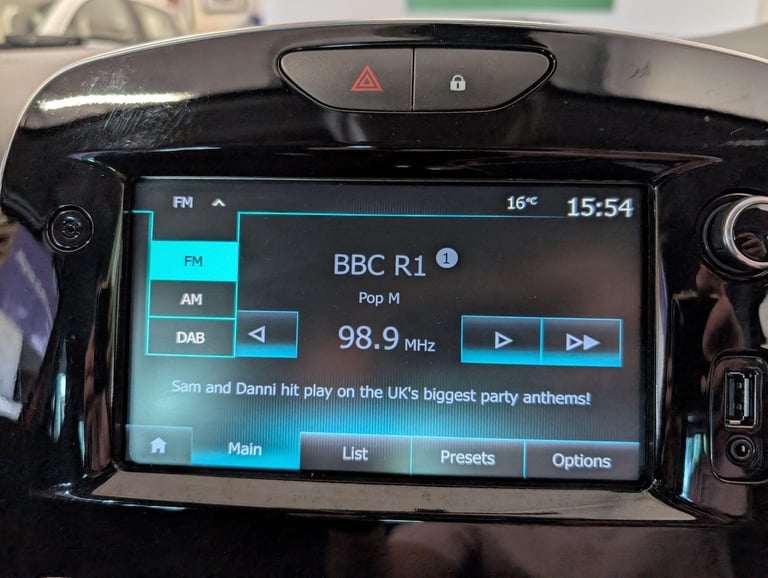 FM 16°C 15:54
FM
BBC R1 1
AM
Pop M
DAB
98.9 MHz
Sam and Danni hit play on the UK's biggest party anthems!
Main List Presets Options